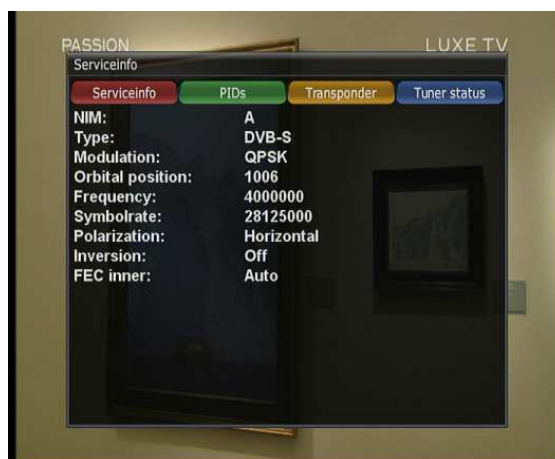 PASSION LUXE TV
Serviceinfo
Serviceinfo PIDs Transponder Tuner status
NIM: A
Type: DVB-S
Modulation: QPSK
Orbital position: 1006
Frequency: 4000000
Symbolrate: 28125000
Polarization: Horizontal
Inversion: Off
FEC inner: Auto